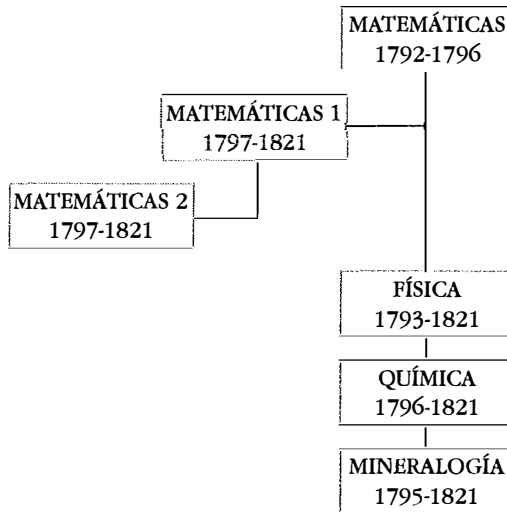 MATEMÁTICAS
1792-1796
MATEMÁTICAS 1
1797-1821
MATEMÁTICAS 2
1797-1821
FÍSICA
1793-1821
QUÍMICA
1796-1821
MINERALOGÍA
1795-1821